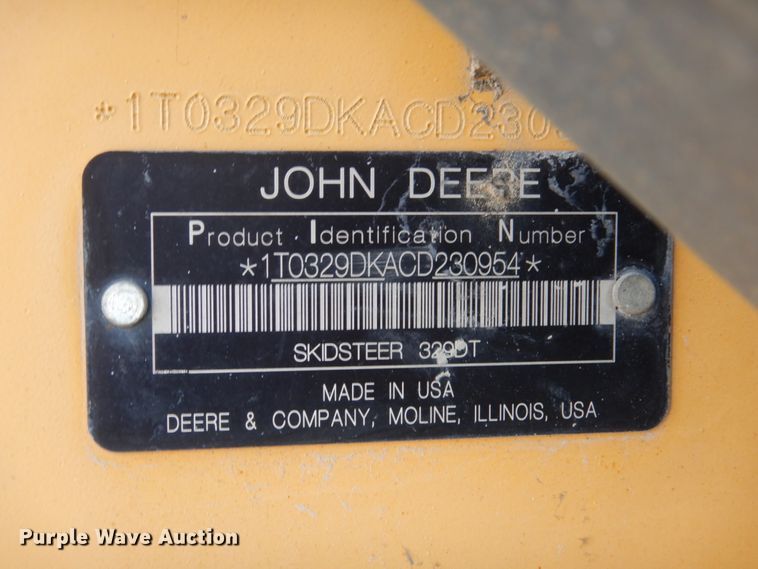 *1T0329DKACD230
JOHN DEERE
Product Identification Number
*1T0329DKACD230954*
SKIDSTEER 329DT
MADE IN USA
DEERE & COMPANY, MOLINE, ILLINOIS, USA
Purple Wave Auction